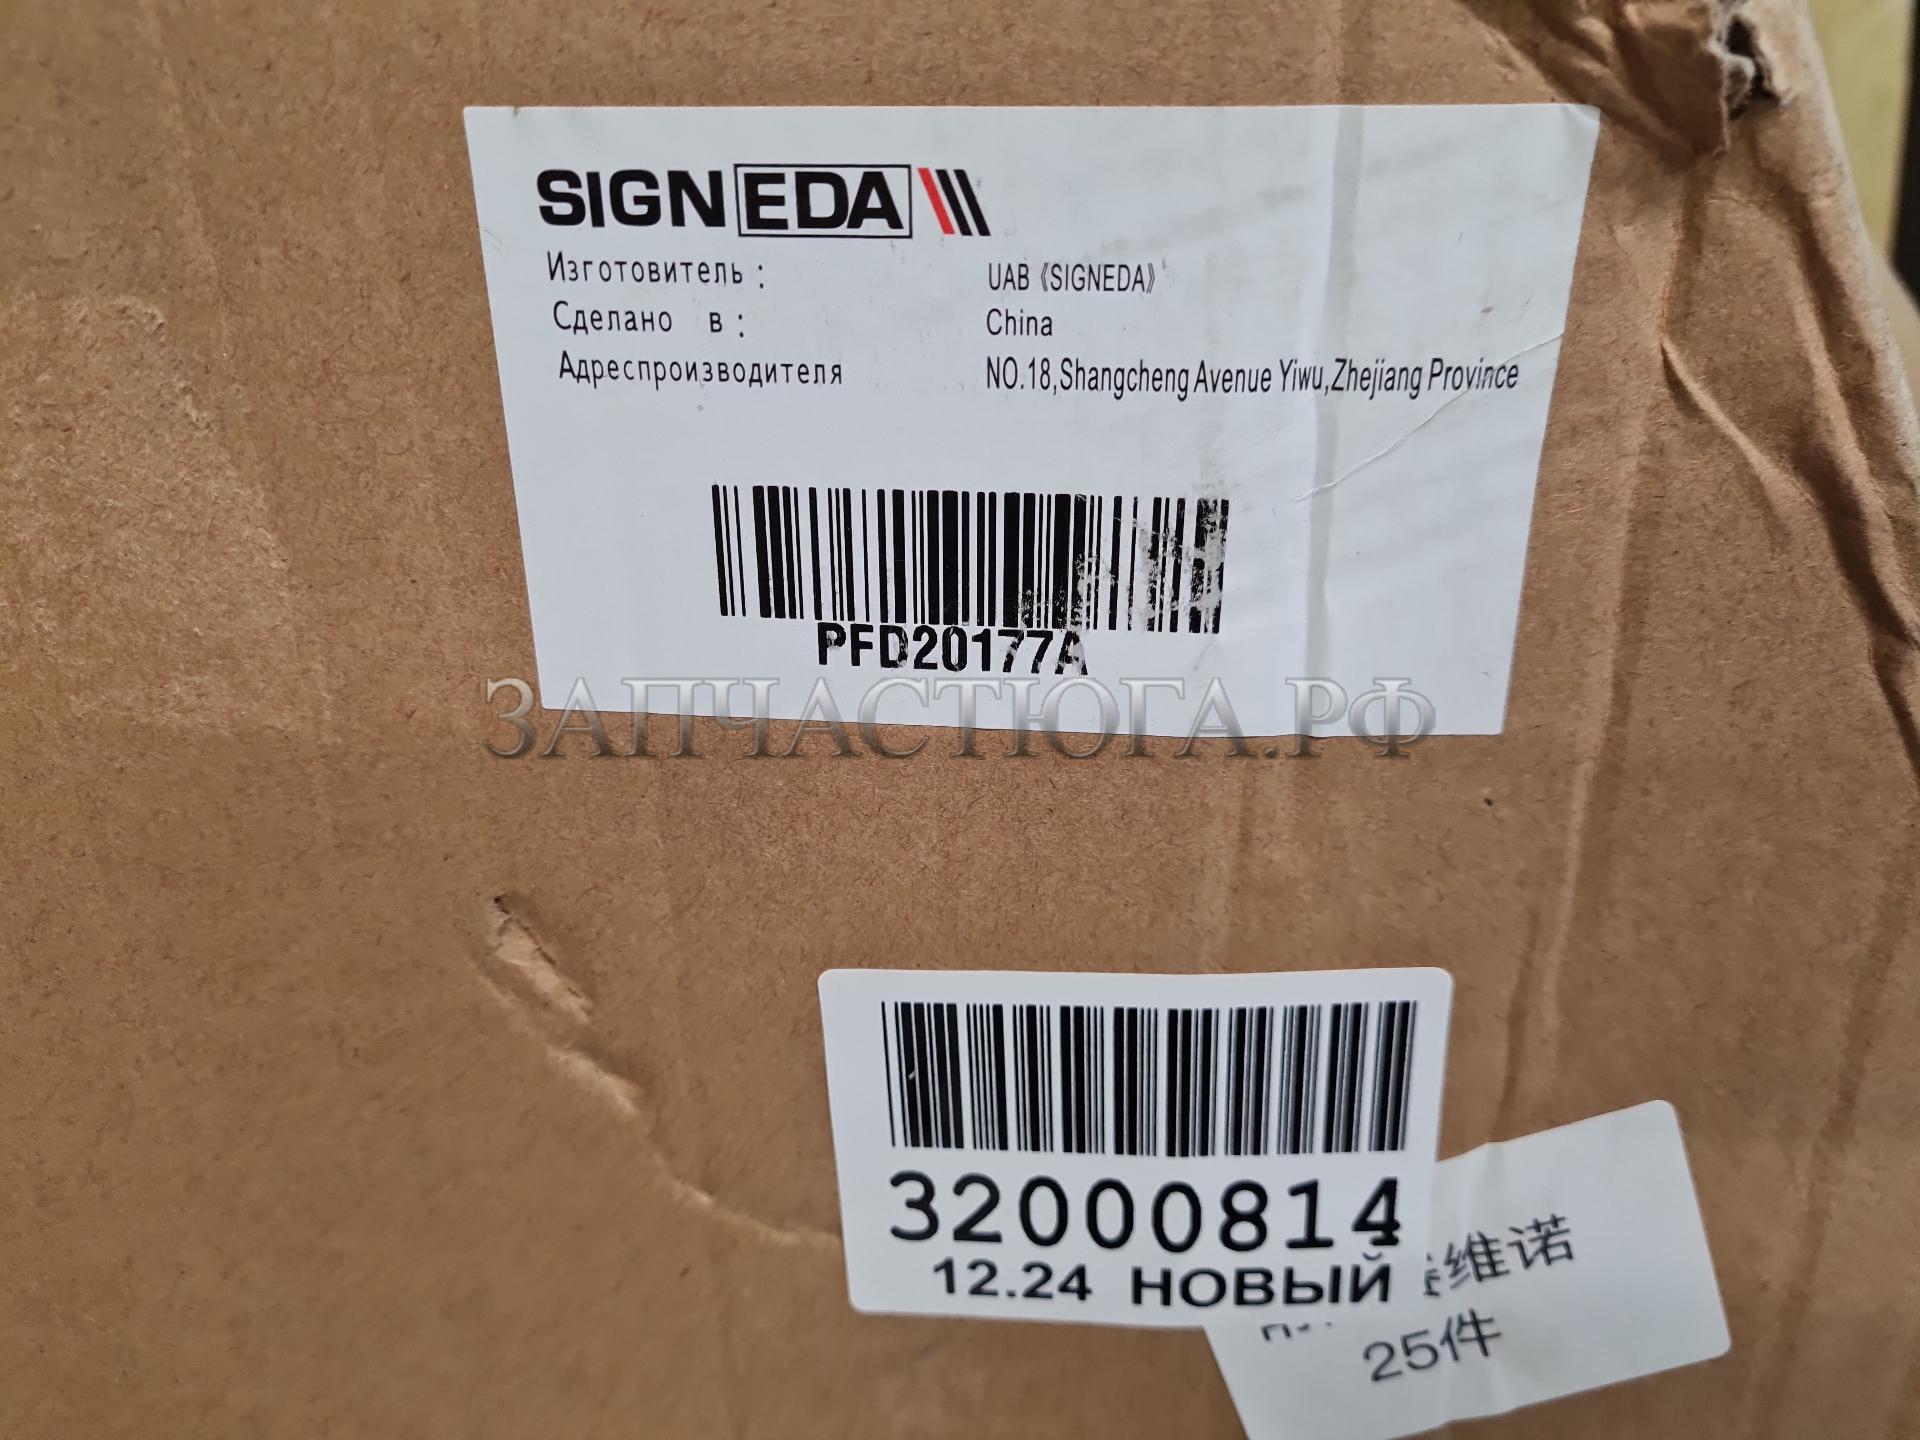 SIGNEDA
Изготовитель : UAB《SIGNEDA》
Сделано в : China
Адреспроизводителя NO.18,Shangcheng Avenue Yiwu,Zhejiang Province
PFD20177A
ЗАПЧАСТЮГА.РФ
32000814
12.24 НОВЫЙ
维诺
25件